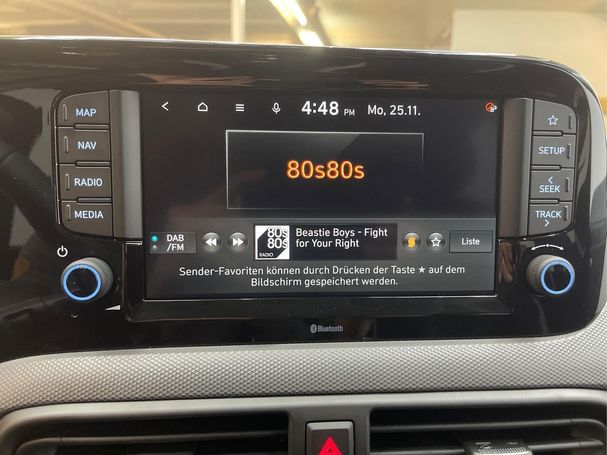 MAP
NAV
RADIO
MEDIA
4:48 PM Mo, 25.11.
80s80s
DAB
/FM
80s
80s
RADIO
Beastie Boys - Fight
for Your Right
Liste
Sender-Favoriten können durch Drücken der Taste ★ auf dem
Bildschirm gespeichert werden.
SETUP
SEEK
TRACK
Bluetooth